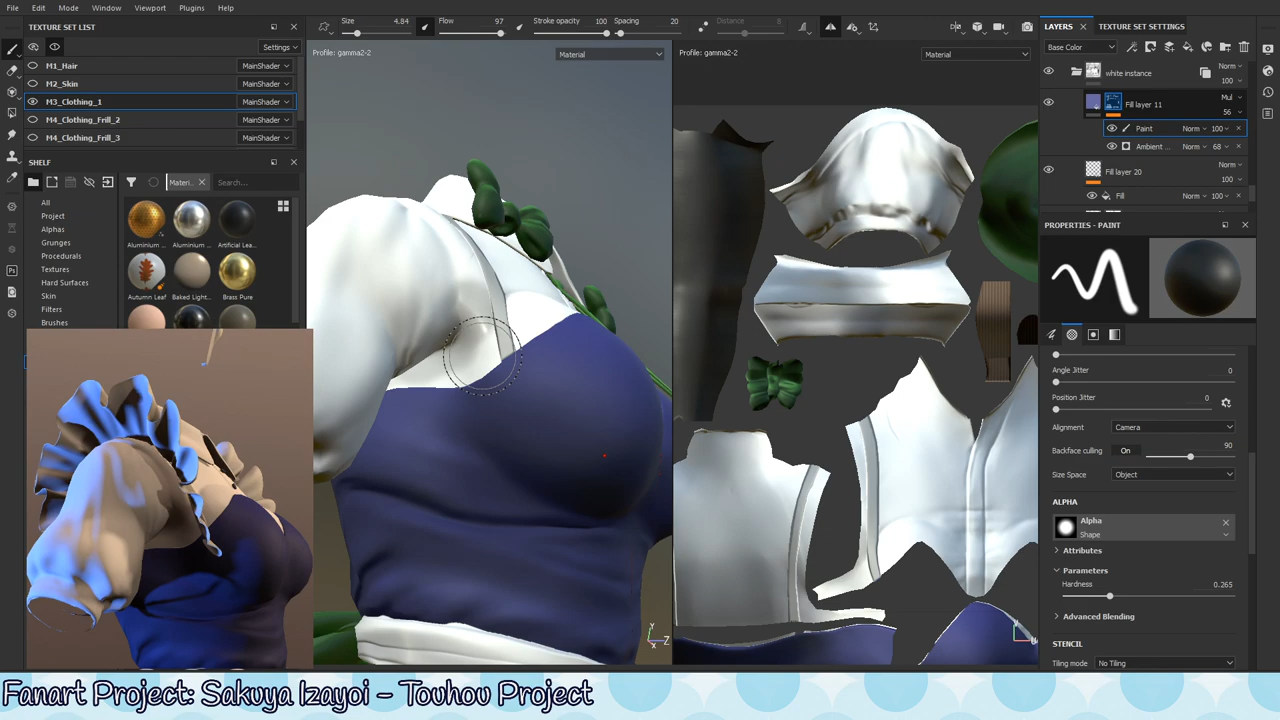 File Edit Mode Window Viewport Plugins Help
TEXTURE SET LIST
Settings
M1_Hair MainShader
M2_Skin MainShader
M3_Clothing_1 MainShader
M4_Clothing_Frill_2 MainShader
M4_Clothing_Frill_3 MainShader
SHELF
Materi... Search...
All
Project
Alphas
Grunges
Procedurals
Textures
Hard Surfaces
Skin
Filters
Brushes
Aluminium ... Aluminium ... Artificial Lea...
Autumn Leaf Baked Light... Brass Pure
Size 4.84 Flow 97 Stroke opacity 100 Spacing 20 Distance 8
Profile: gamma2-2 Material
Y
Z
X
Profile: gamma2-2 Material
LAYERS TEXTURE SET SETTINGS
Base Color
white instance Norm 100
Fill layer 11 Mul 56
Paint Norm 100
Ambient ... Norm 68
Fill layer 20 Norm 100
Fill Norm 100
PROPERTIES - PAINT
Angle Jitter 0
Position Jitter 0
Alignment Camera
Backface culling On 90
Size Space Object
ALPHA
Alpha
Shape
Attributes
Parameters
Hardness 0.265
Advanced Blending
STENCIL
Tiling mode No Tiling
Fanart Project: Sakuya Izayoi - Touhou Project